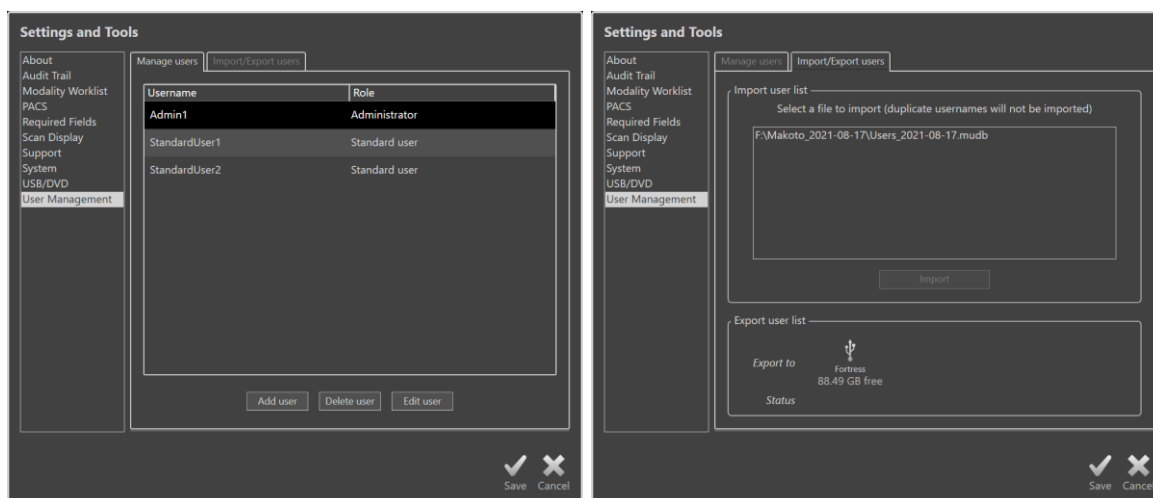 Settings and Tools
About
Audit Trail
Modality Worklist
PACS
Required Fields
Scan Display
Support
System
USB/DVD
User Management
Manage users Import/Export users
Username Role
Admin1 Administrator
StandardUser1 Standard user
StandardUser2 Standard user
Add user Delete user Edit user
Save Cancel
Settings and Tools
About
Audit Trail
Modality Worklist
PACS
Required Fields
Scan Display
Support
System
USB/DVD
User Management
Manage users Import/Export users
Import user list
Select a file to import (duplicate usernames will not be imported)
F:\Makoto_2021-08-17\Users_2021-08-17.mudb
Import
Export user list
Export to
Fortress
88.49 GB free
Status
Save Cancel